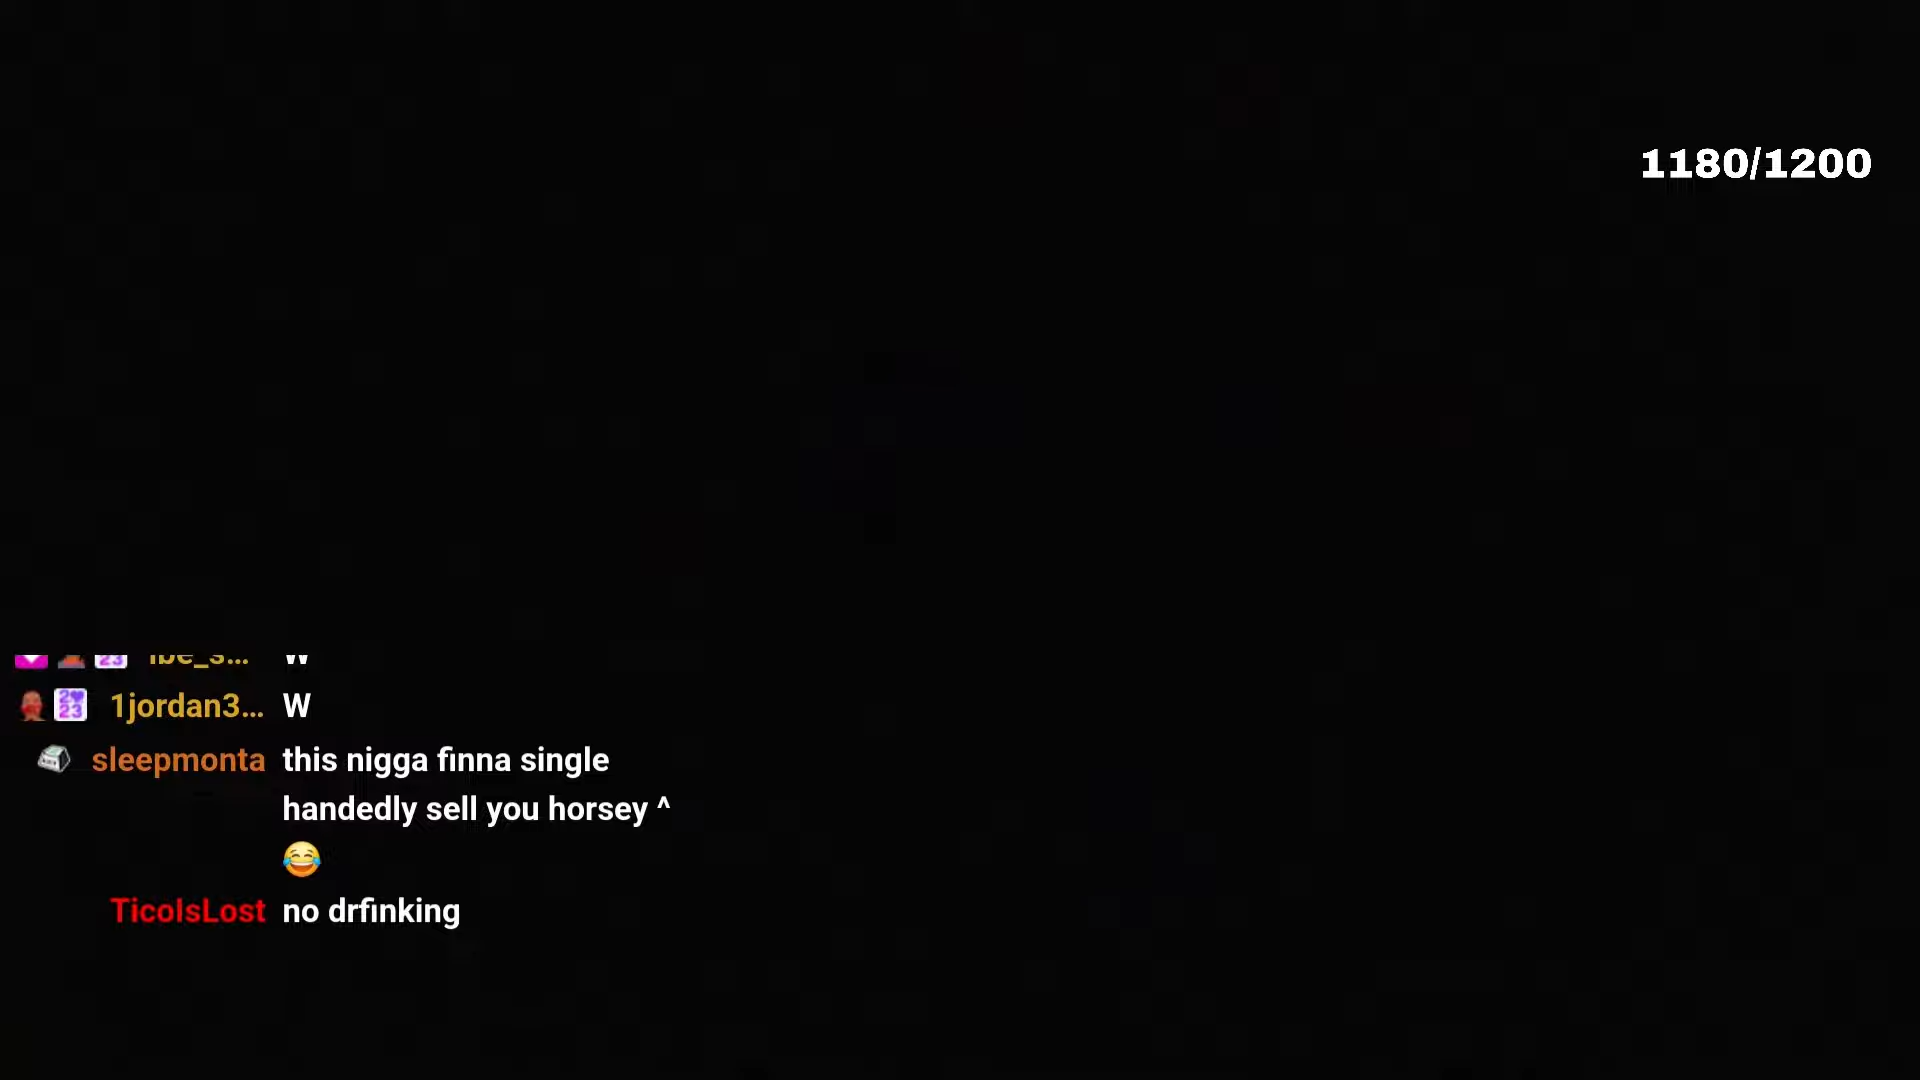 1180/1200
W
1jordan3... W
sleepmonta this nigga finna single
handedly sell you horsey ^
😂
TicoIsLost no drfinking